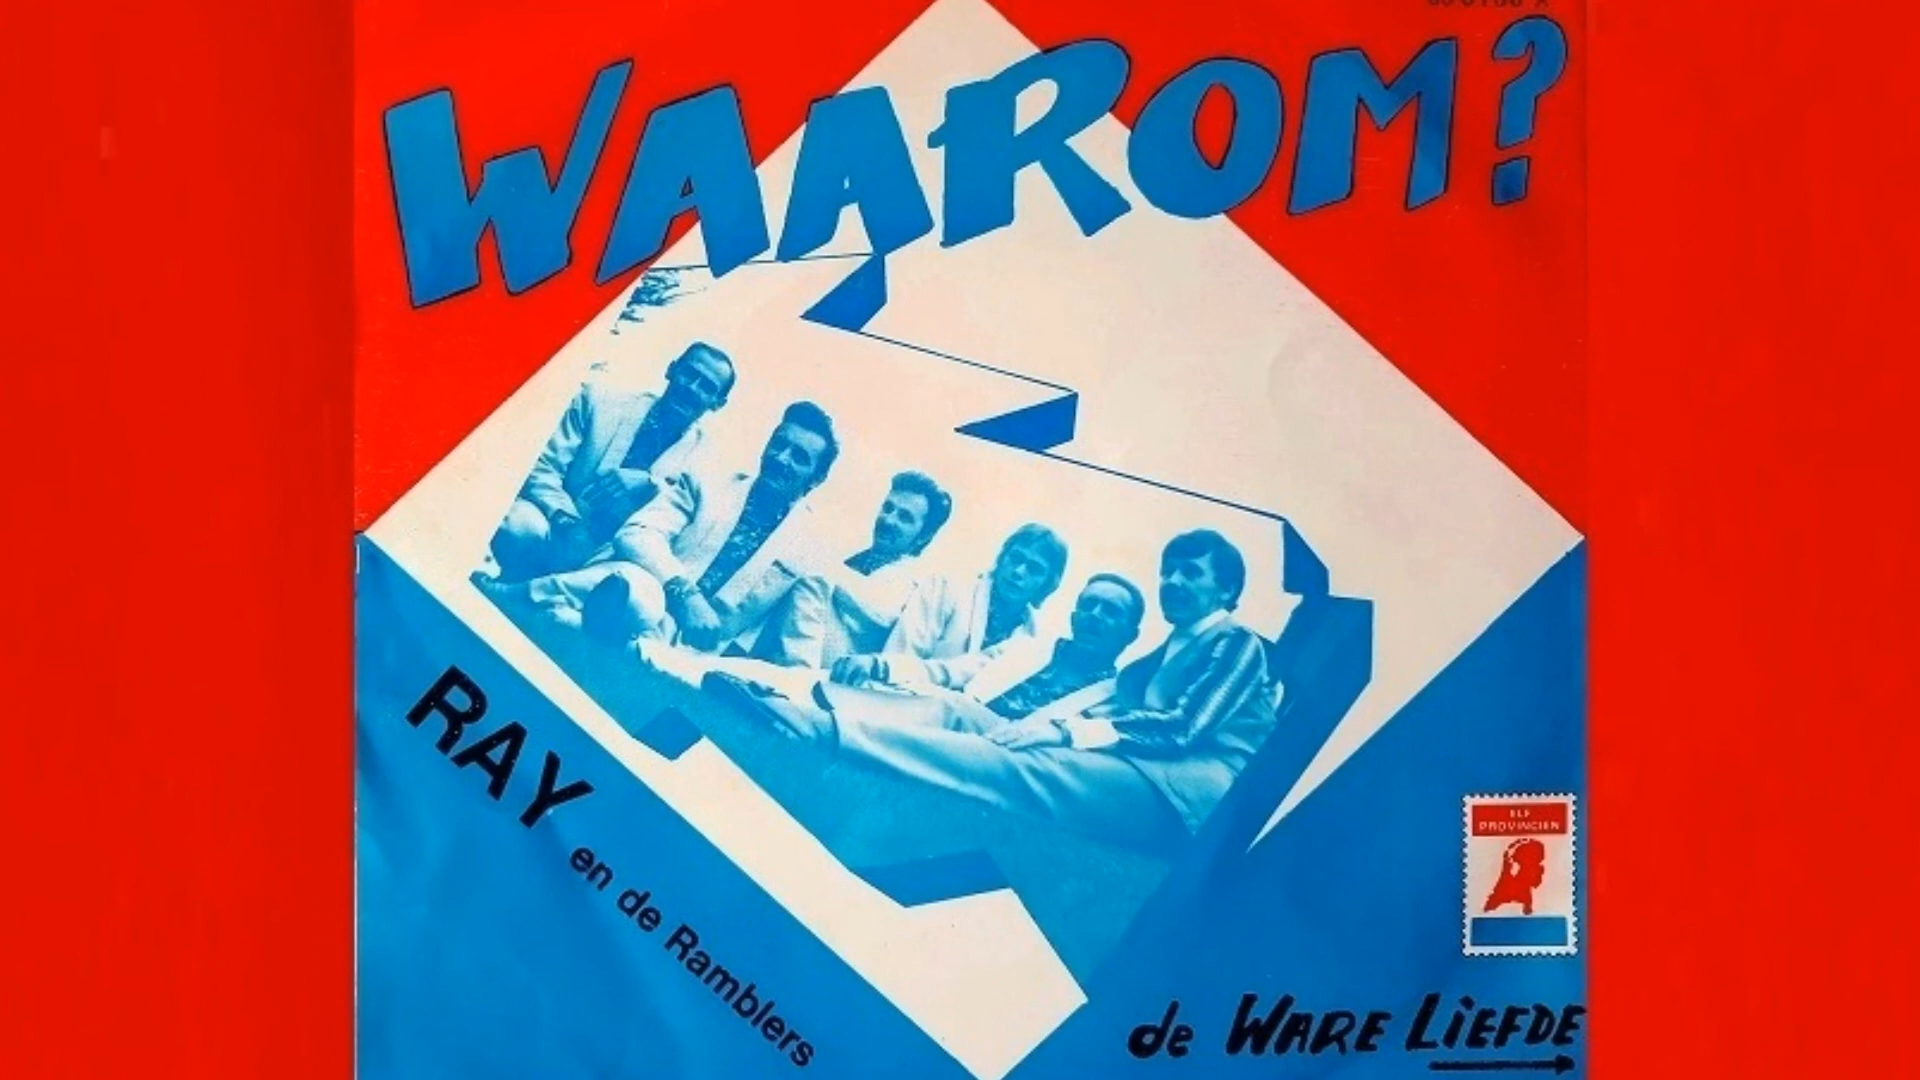 WAAROM?
RAY en de Ramblers
ELF
PROVINCIEN
de WARE LiEFDE